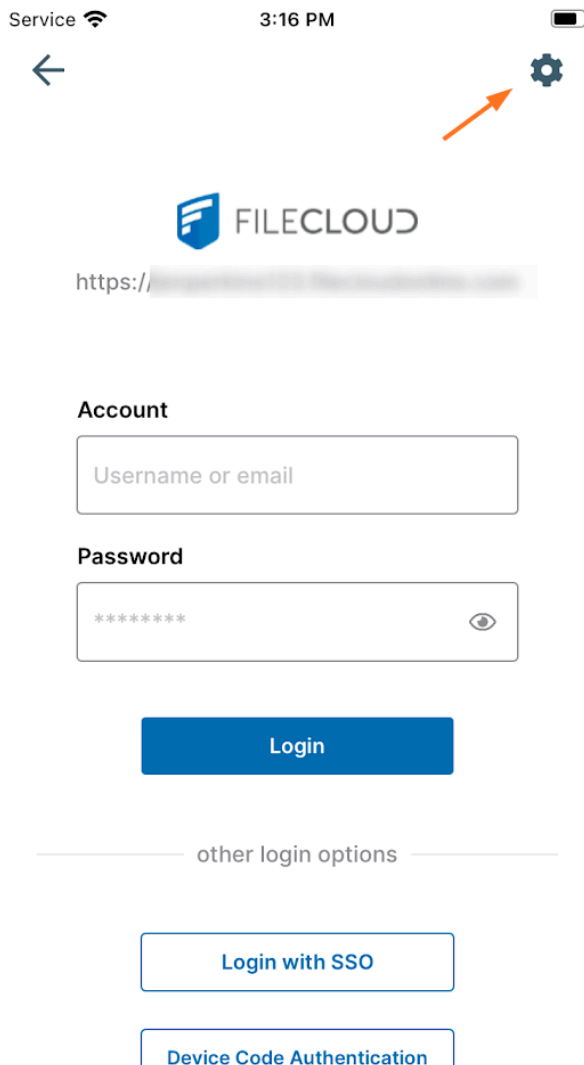 Service
3:16 PM
FILECLOUD
https://
Account
Username or email
Password
********
Login
other login options
Login with SSO
Device Code Authentication